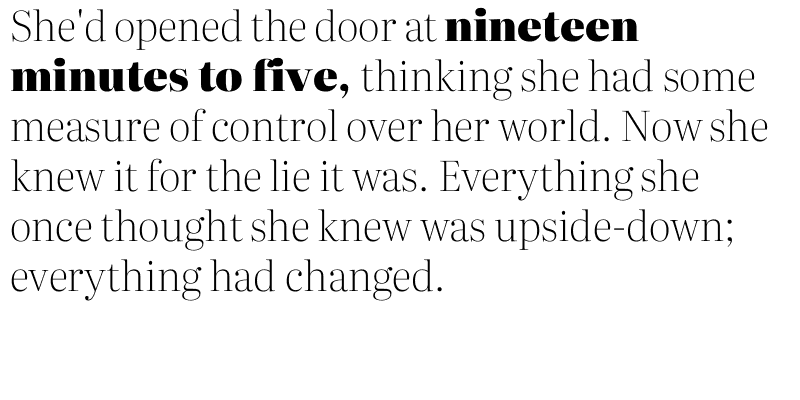 She'd opened the door at nineteen
minutes to five, thinking she had some
measure of control over her world. Now she
knew it for the lie it was. Everything she
once thought she knew was upside-down;
everything had changed.